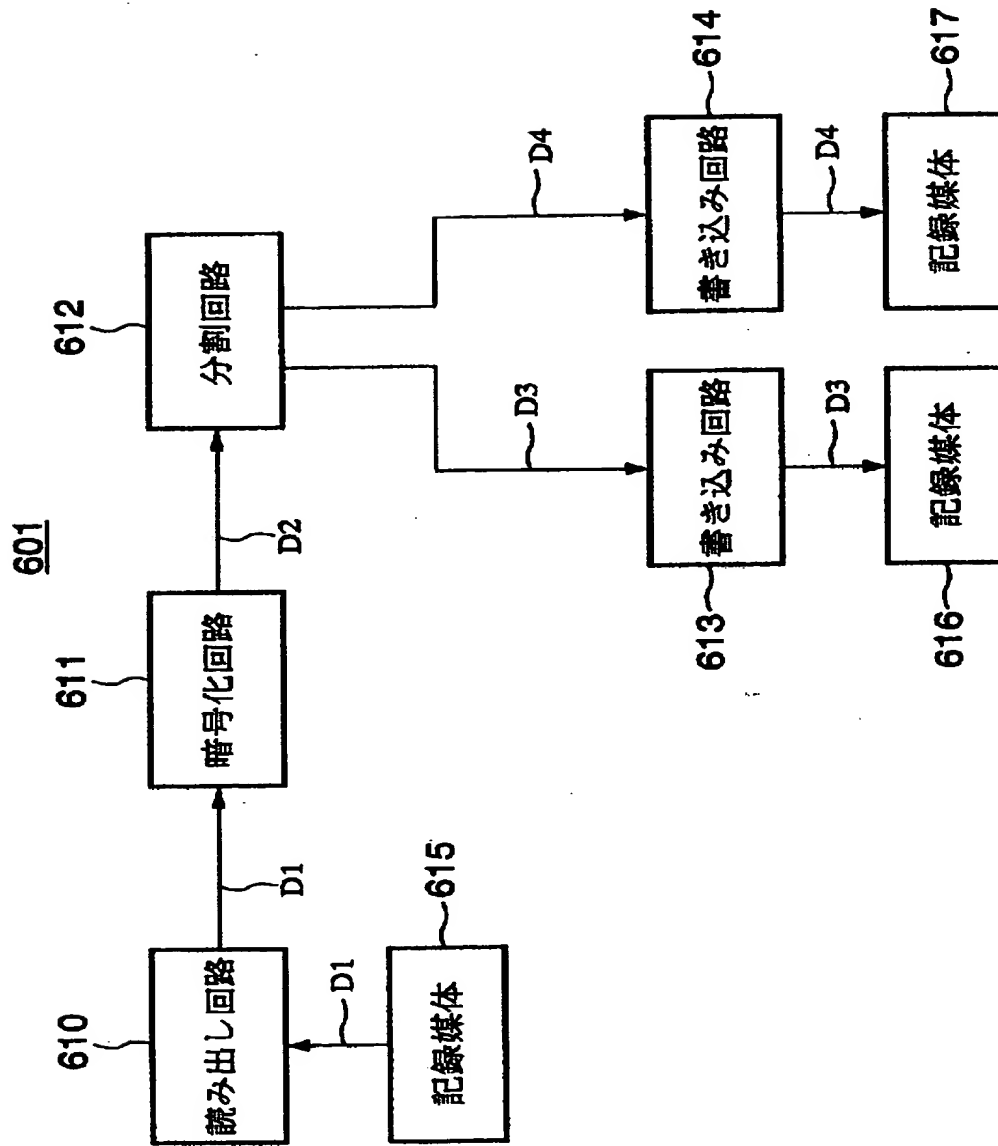 601
610
読み出し回路
D1
615
記録媒体
D1
611
暗号化回路
D2
612
分割回路
D3
613
書き込み回路
D3
616
記録媒体
D4
614
書き込み回路
D4
617
記録媒体